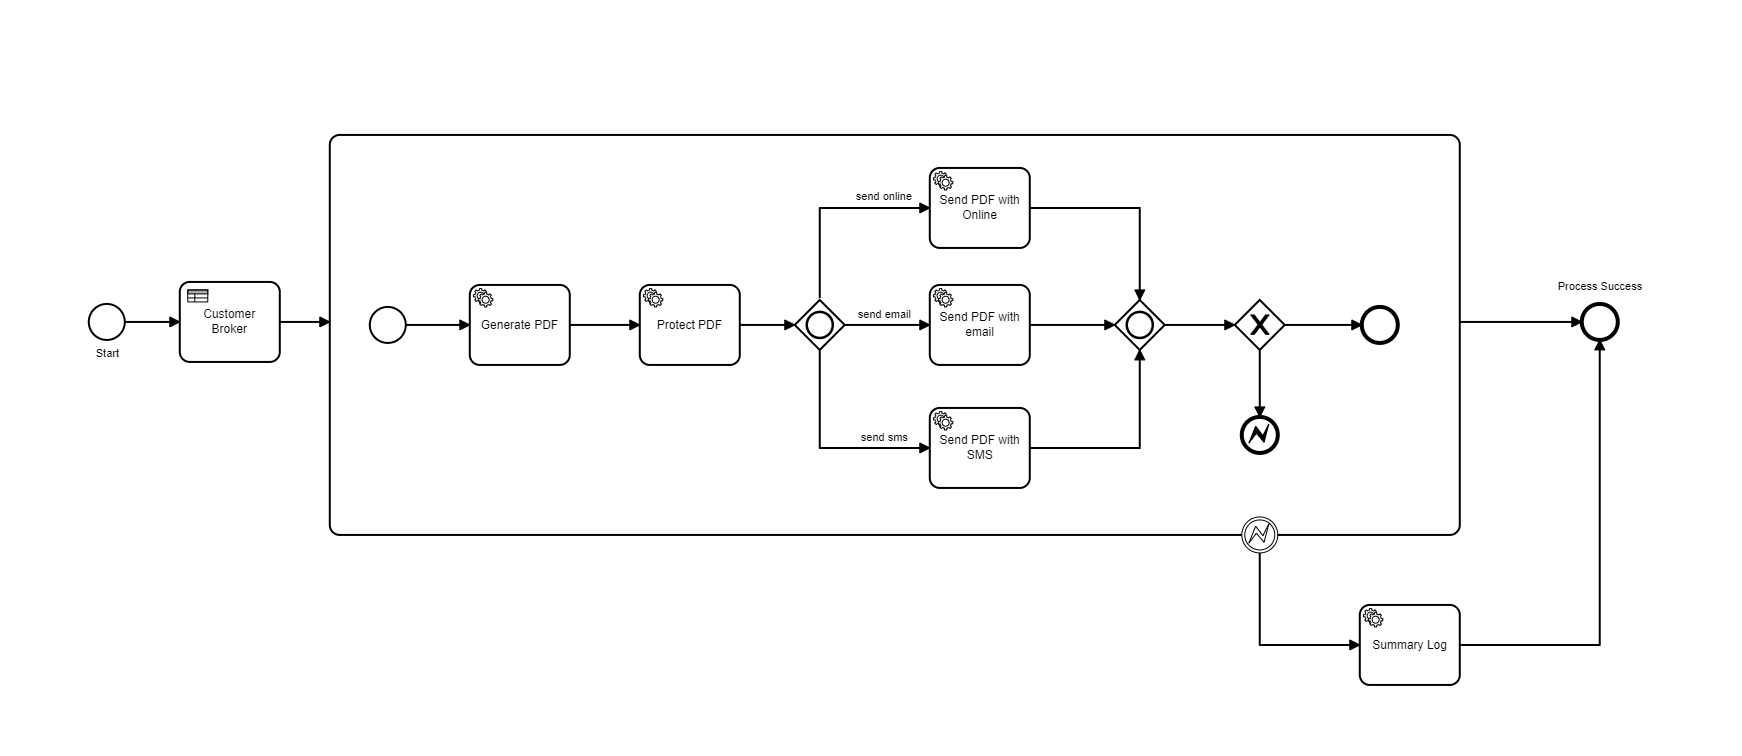 Start
Customer
Broker
Generate PDF
Protect PDF
send online
Send PDF with
Online
send email
Send PDF with
email
send sms
Send PDF with
SMS
X
Process Success
Summary Log